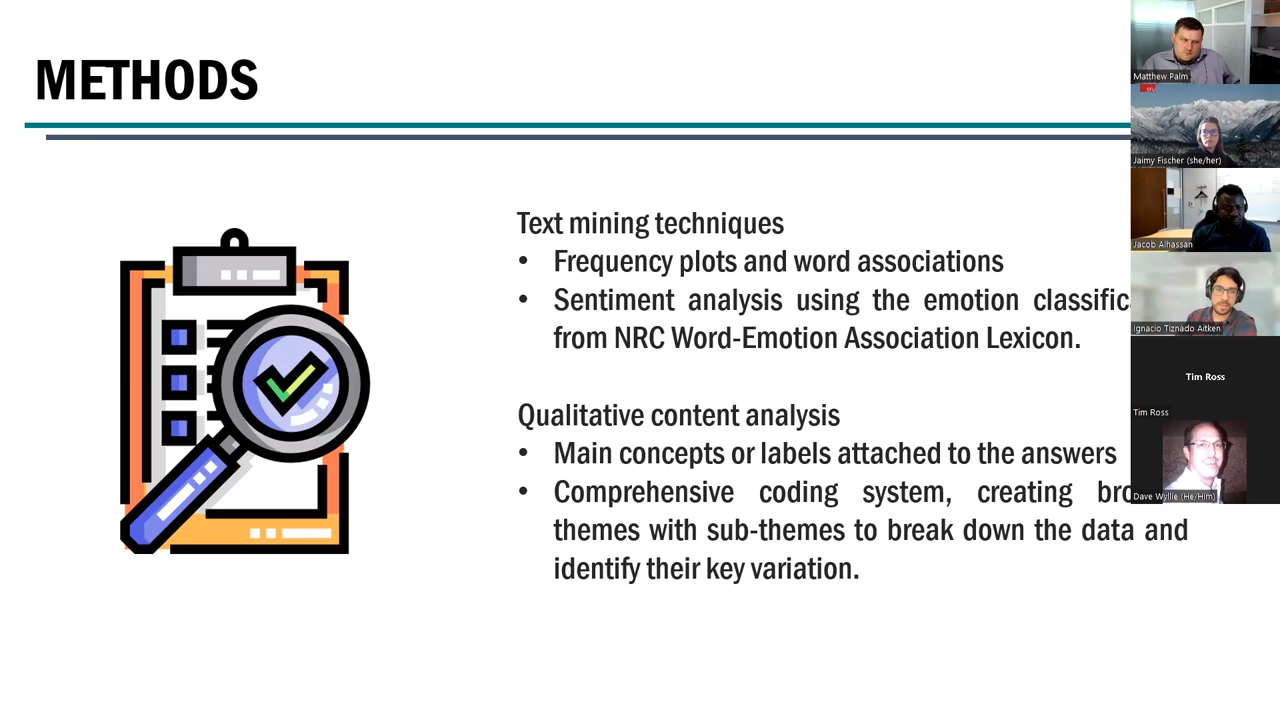 METHODS
Text mining techniques
• Frequency plots and word associations
• Sentiment analysis using the emotion
from NRC Word-Emotion Association Lexicon.
Qualitative content analysis
• Main concepts or labels attached to the answers
• Comprehensive coding system, creating
themes with sub-themes to break down the data and
identify their key variation.
Matthew Palm
SFU
Jaimy Fischer (she/her)
Jacob Alhassan
Ignacio Tiznado Aitken
Tim Ross
Tim Ross
Dave Wyllie (He/Him)